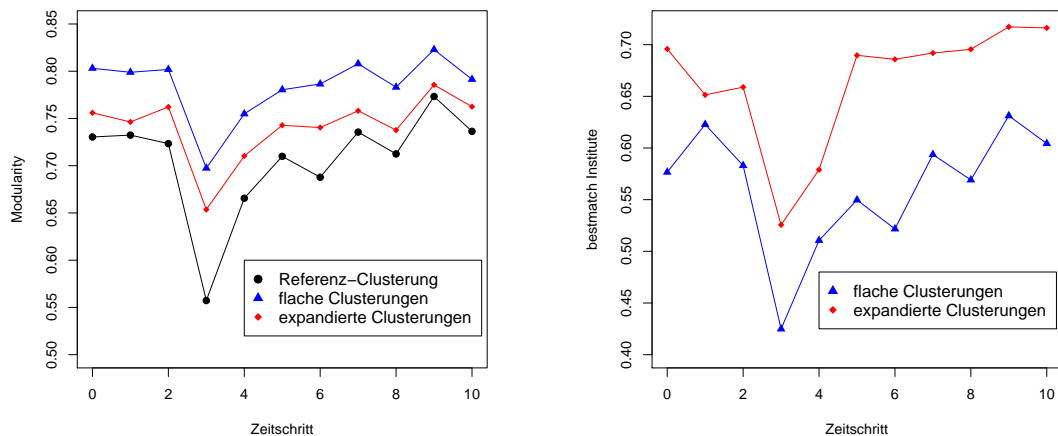 Modularity
0.85
0.80
0.75
0.70
0.65
0.60
0.55
0.50
Referenz−Clusterung
flache Clusterungen
expandierte Clusterungen
0 2 4 6 8 10
Zeitschritt
bestmatch Institute
0.70
0.65
0.60
0.55
0.50
0.45
0.40
flache Clusterungen
expandierte Clusterungen
0 2 4 6 8 10
Zeitschritt